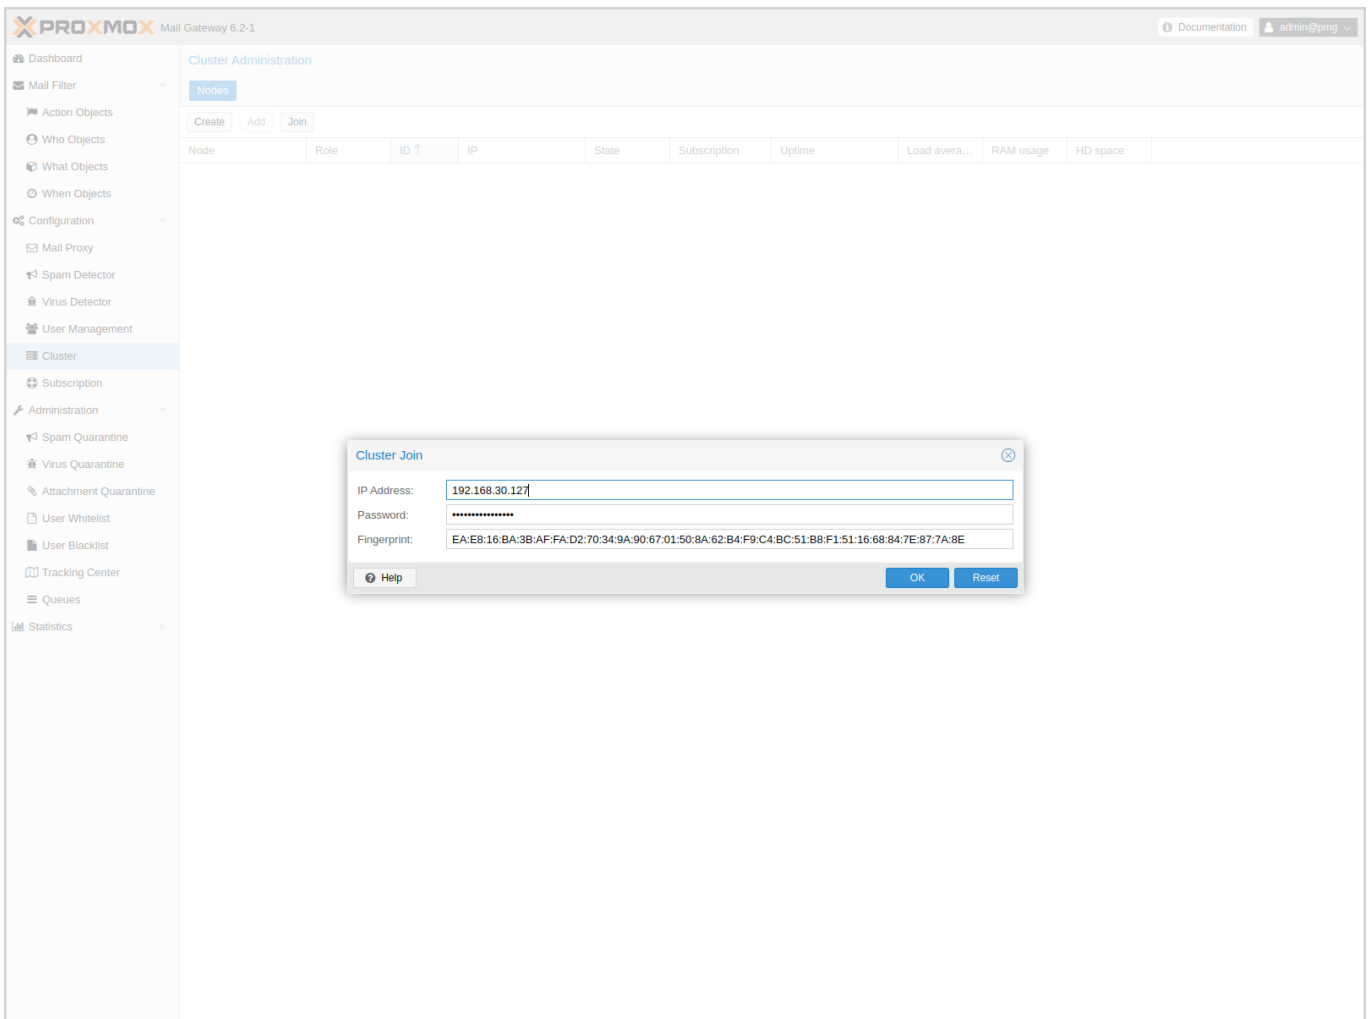 PROXMOX Mail Gateway 6.2-1 Documentation admin@pmg
Dashboard
Mail Filter
Action Objects
Who Objects
What Objects
When Objects
Configuration
Mail Proxy
Spam Detector
Virus Detector
User Management
Cluster
Subscription
Administration
Spam Quarantine
Virus Quarantine
Attachment Quarantine
User Whitelist
User Blacklist
Tracking Center
Queues
Statistics
Cluster Administration
Nodes
Create Add Join
Node Role ID IP State Subscription Uptime Load avera... RAM usage HD space
Cluster Join
IP Address: 192.168.30.127
Password: ••••••••••••••••
Fingerprint: EA:E8:16:BA:3B:AF:FA:D2:70:34:9A:90:67:01:50:8A:62:B4:F9:C4:BC:51:B8:F1:51:16:68:84:7E:87:7A:8E
Help OK Reset